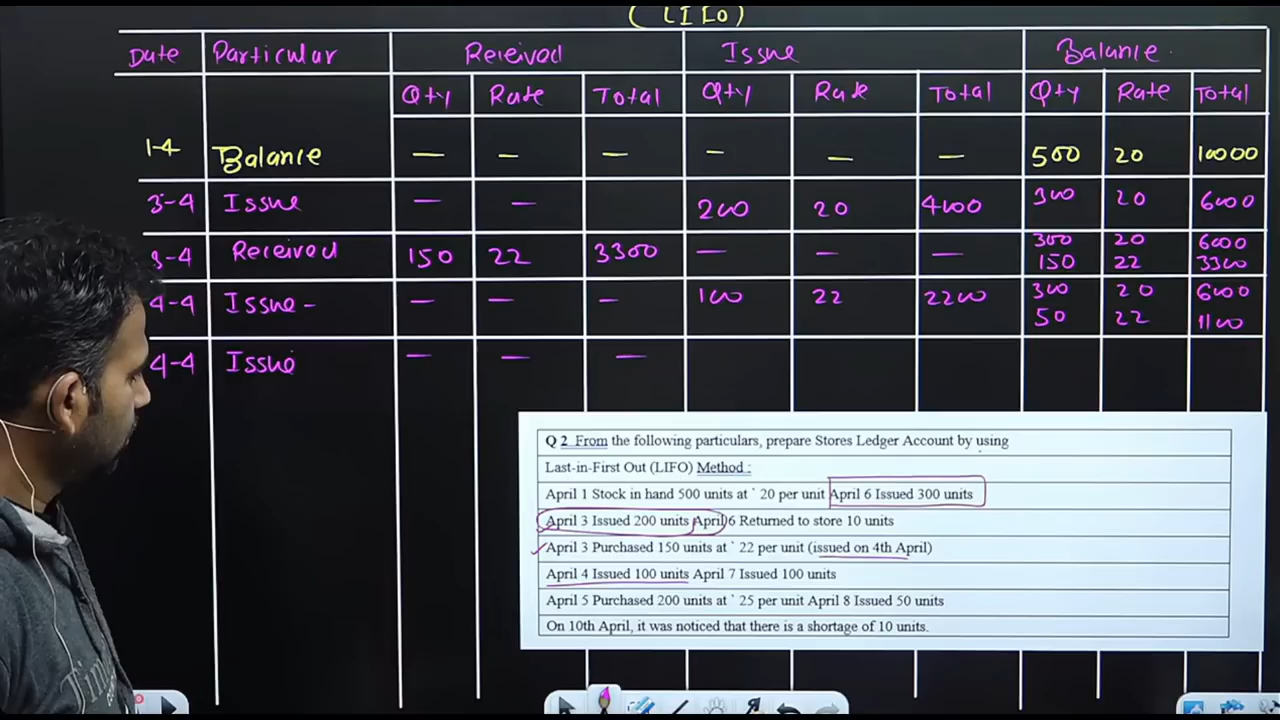 (LIFO)
Date Particular Received Issue Balance
Qty Rate Total Qty Rate Total Qty Rate Total
1-4 Balance — — — — — — 500 20 10000
3-4 Issue — — 200 20 4000 300 20 6000
3-4 Received 150 22 3300 — — — 300 20 6000
150 22 3300
4-4 Issue - — — — 100 22 2200 300 20 6000
50 22 1100
4-4 Issue — — —
Q 2 From the following particulars, prepare Stores Ledger Account by using
Last-in-First Out (LIFO) Method :
April 1 Stock in hand 500 units at ` 20 per unit April 6 Issued 300 units
April 3 Issued 200 units April 6 Returned to store 10 units
April 3 Purchased 150 units at ` 22 per unit (issued on 4th April)
April 4 Issued 100 units April 7 Issued 100 units
April 5 Purchased 200 units at ` 25 per unit April 8 Issued 50 units
On 10th April, it was noticed that there is a shortage of 10 units.